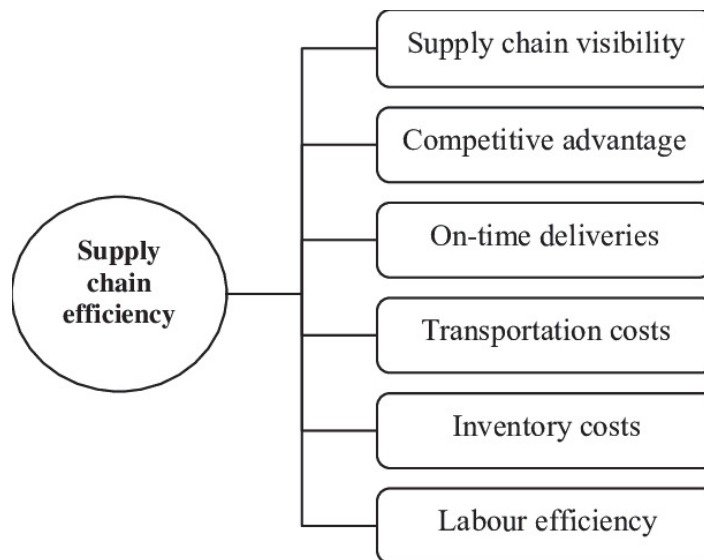 Supply chain visibility
Competitive advantage
On-time deliveries
Supply
chain
efficiency
Transportation costs
Inventory costs
Labour efficiency